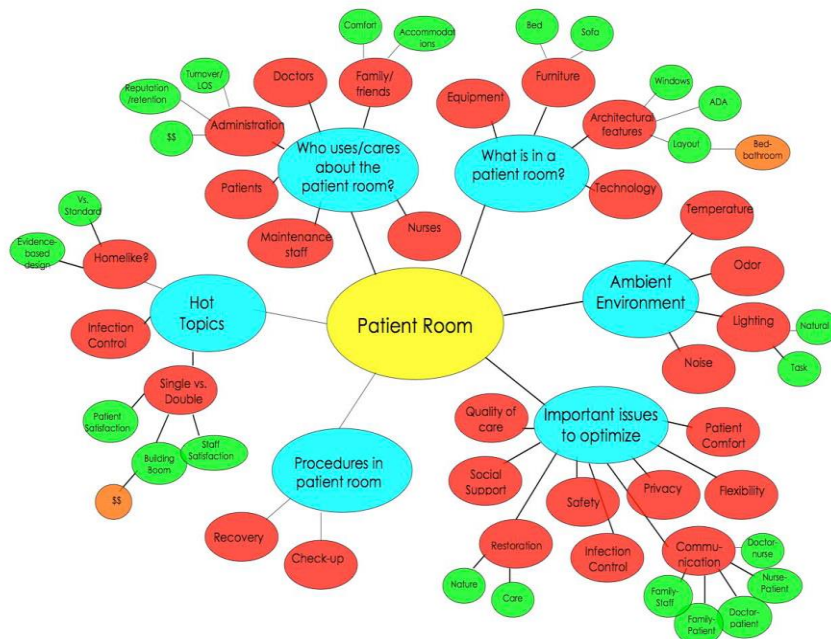 Patient Room
Who uses/cares
about the
patient room?
Doctors
Family/
friends
Comfort
Accommodat
ions
Administration
Turnover/
LOS
Reputation
/retention
$$
Patients
Maintenance
staff
Nurses
What is in a
patient room?
Equipment
Furniture
Bed
Sofa
Architectural
features
Windows
ADA
Layout
Bed-
bathroom
Technology
Ambient
Environment
Temperature
Odor
Lighting
Natural
Task
Noise
Important issues
to optimize
Quality of
care
Social
Support
Restoration
Nature
Care
Safety
Infection
Control
Privacy
Commu-
nication
Doctor-
nurse
Nurse-
Patient
Doctor-
patient
Family-
Patient
Family-
Staff
Flexibility
Patient
Comfort
Procedures in
patient room
Recovery
Check-up
Hot
Topics
Homelike?
Vs.
Standard
Evidence-
based
design
Infection
Control
Single vs.
Double
Patient
Satisfaction
Building
Boom
$$
Staff
Satisfaction